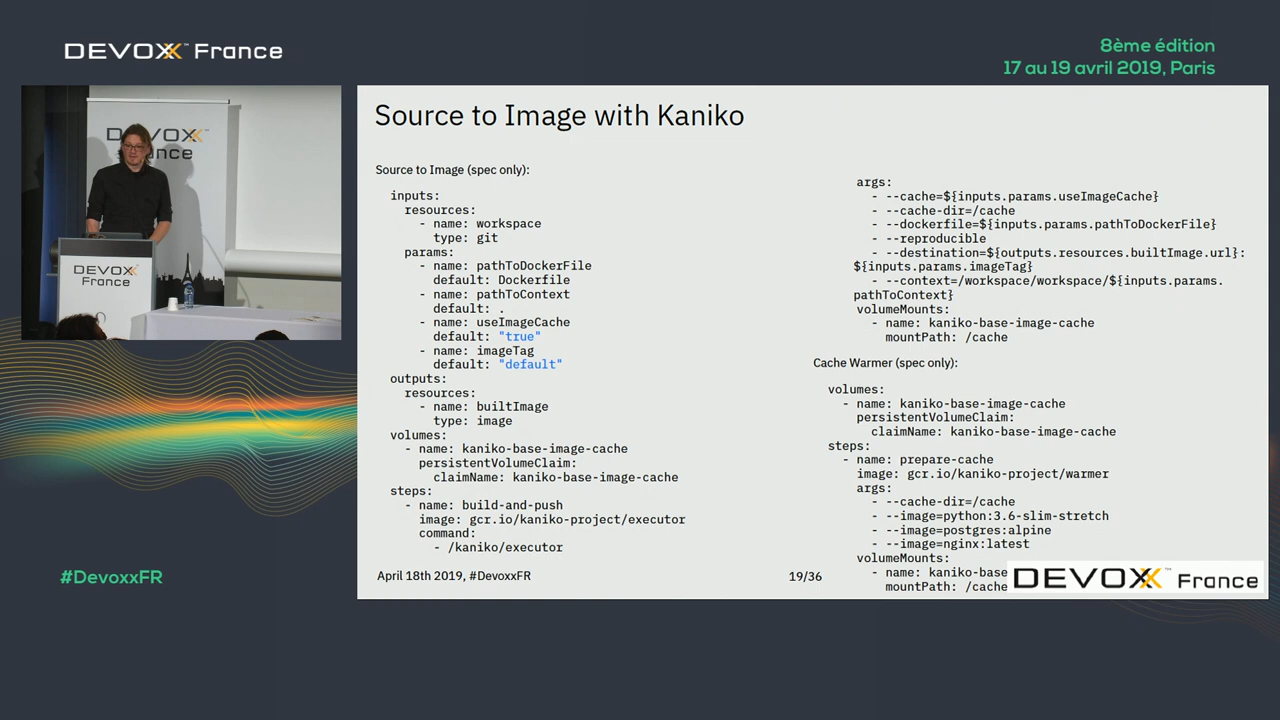 DEVOXX™ France
8ème édition
17 au 19 avril 2019, Paris
DEVOXX
France
DEVOXX
France
#DevoxxFR
Source to Image with Kaniko
Source to Image (spec only):
inputs:
resources:
- name: workspace
type: git
params:
- name: pathToDockerFile
default: Dockerfile
- name: pathToContext
default: .
- name: useImageCache
default: "true"
- name: imageTag
default: "default"
outputs:
resources:
- name: builtImage
type: image
volumes:
- name: kaniko-base-image-cache
persistentVolumeClaim:
claimName: kaniko-base-image-cache
steps:
- name: build-and-push
image: gcr.io/kaniko-project/executor
command:
- /kaniko/executor
args:
- --cache=${inputs.params.useImageCache}
- --cache-dir=/cache
- --dockerfile=${inputs.params.pathToDockerFile}
- --reproducible
- --destination=${outputs.resources.builtImage.url}:
${inputs.params.imageTag}
- --context=/workspace/workspace/${inputs.params.
pathToContext}
volumeMounts:
- name: kaniko-base-image-cache
mountPath: /cache
Cache Warmer (spec only):
volumes:
- name: kaniko-base-image-cache
persistentVolumeClaim:
claimName: kaniko-base-image-cache
steps:
- name: prepare-cache
image: gcr.io/kaniko-project/warmer
args:
- --cache-dir=/cache
- --image=python:3.6-slim-stretch
- --image=postgres:alpine
- --image=nginx:latest
volumeMounts:
- name: kaniko-base
mountPath: /cache
April 18th 2019, #DevoxxFR
19/36
DEVOXX™ France